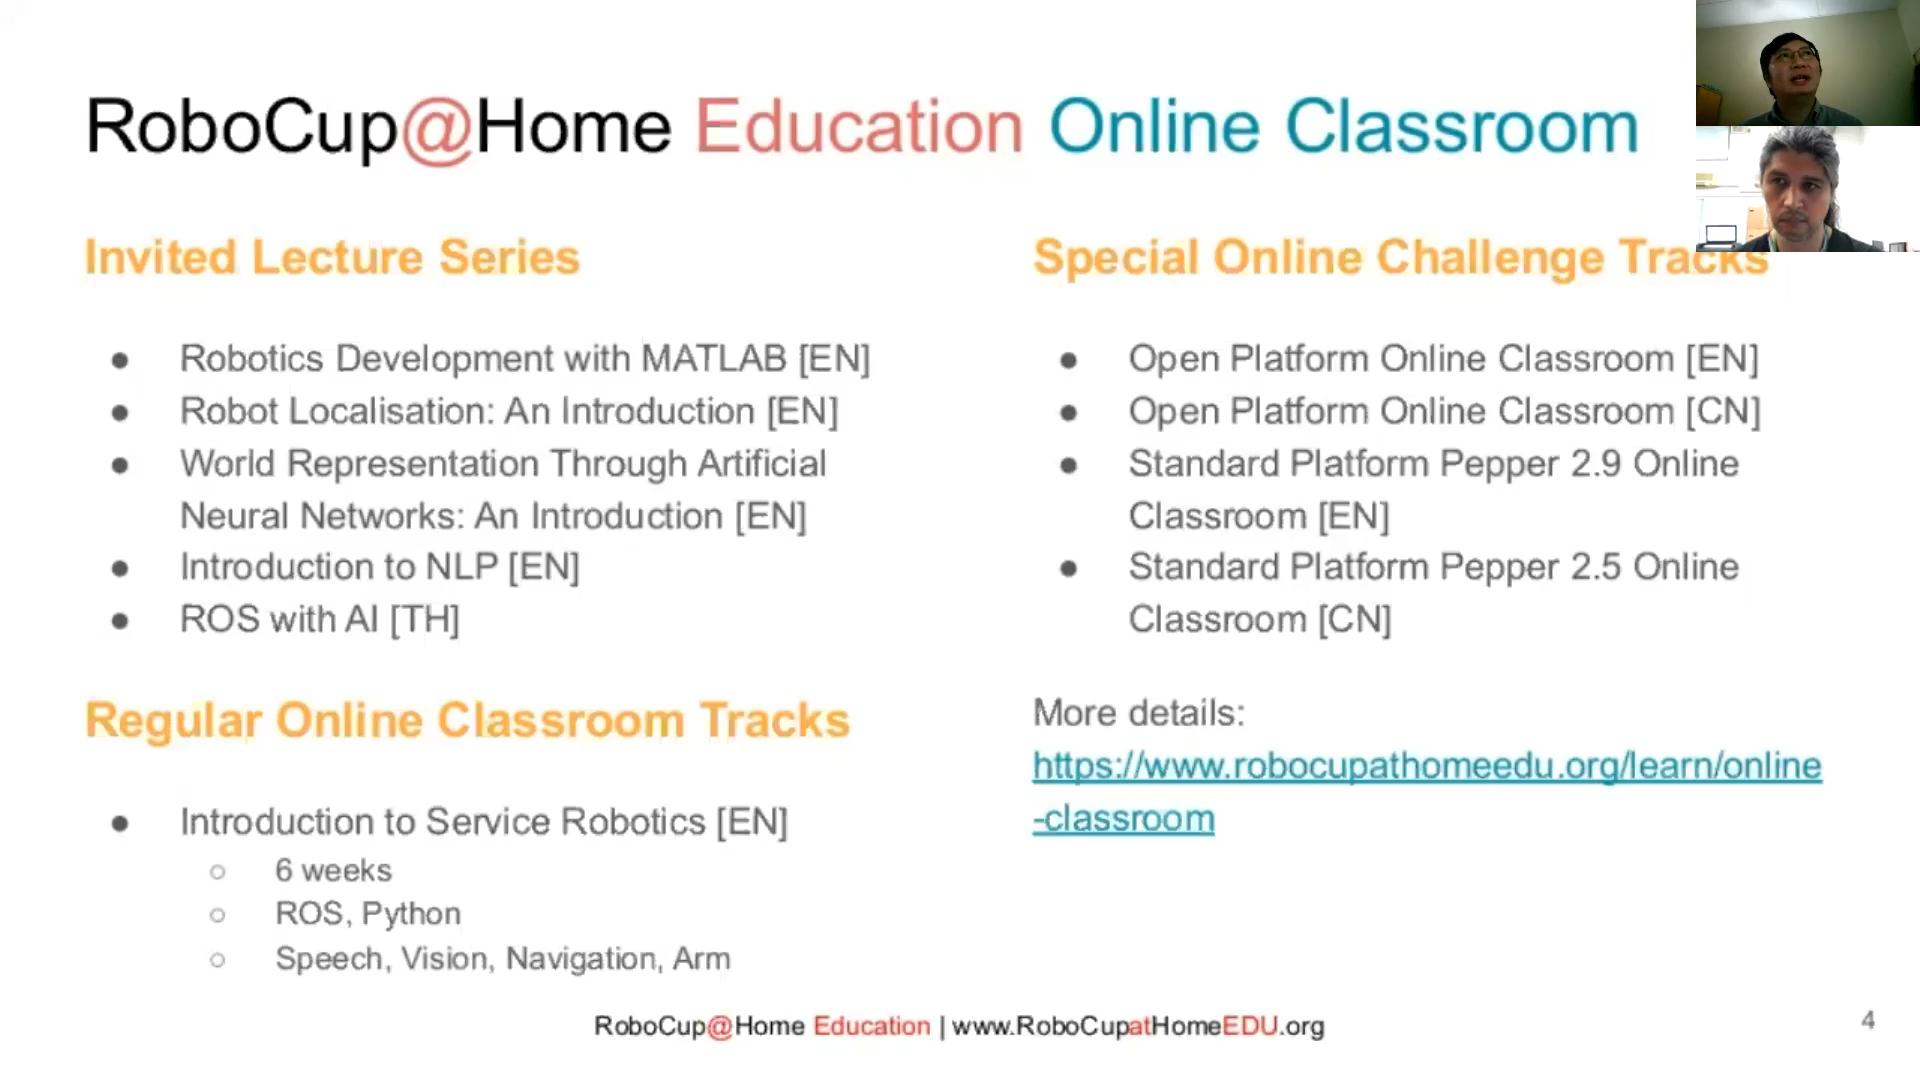 RoboCup@Home Education Online Classroom
Invited Lecture Series
● Robotics Development with MATLAB [EN]
● Robot Localisation: An Introduction [EN]
● World Representation Through Artificial
Neural Networks: An Introduction [EN]
● Introduction to NLP [EN]
● ROS with AI [TH]
Regular Online Classroom Tracks
● Introduction to Service Robotics [EN]
○ 6 weeks
○ ROS, Python
○ Speech, Vision, Navigation, Arm
Special Online Challenge Tracks
● Open Platform Online Classroom [EN]
● Open Platform Online Classroom [CN]
● Standard Platform Pepper 2.9 Online
Classroom [EN]
● Standard Platform Pepper 2.5 Online
Classroom [CN]
More details:
https://www.robocupathomeedu.org/learn/online
-classroom
RoboCup@Home Education | www.RoboCupatHomeEDU.org
4